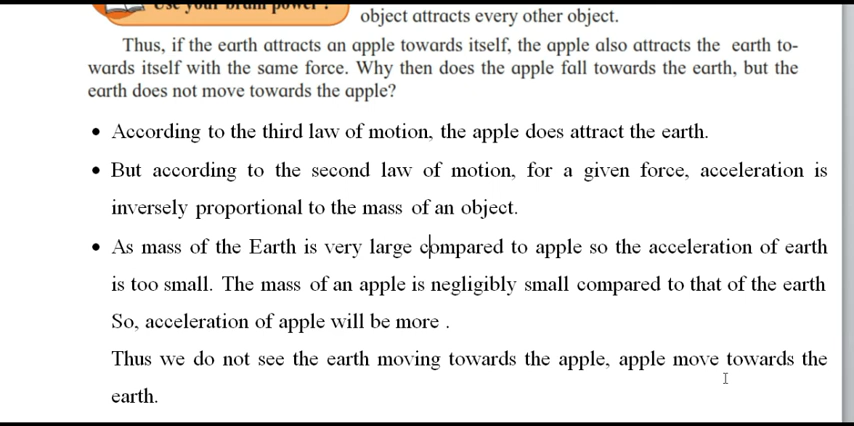 Use your brain power !
object attracts every other object.
Thus, if the earth attracts an apple towards itself, the apple also attracts the earth to-
wards itself with the same force. Why then does the apple fall towards the earth, but the
earth does not move towards the apple?
• According to the third law of motion, the apple does attract the earth.
• But according to the second law of motion, for a given force, acceleration is
inversely proportional to the mass of an object.
• As mass of the Earth is very large compared to apple so the acceleration of earth
is too small. The mass of an apple is negligibly small compared to that of the earth
So, acceleration of apple will be more .
Thus we do not see the earth moving towards the apple, apple move towards the
earth.